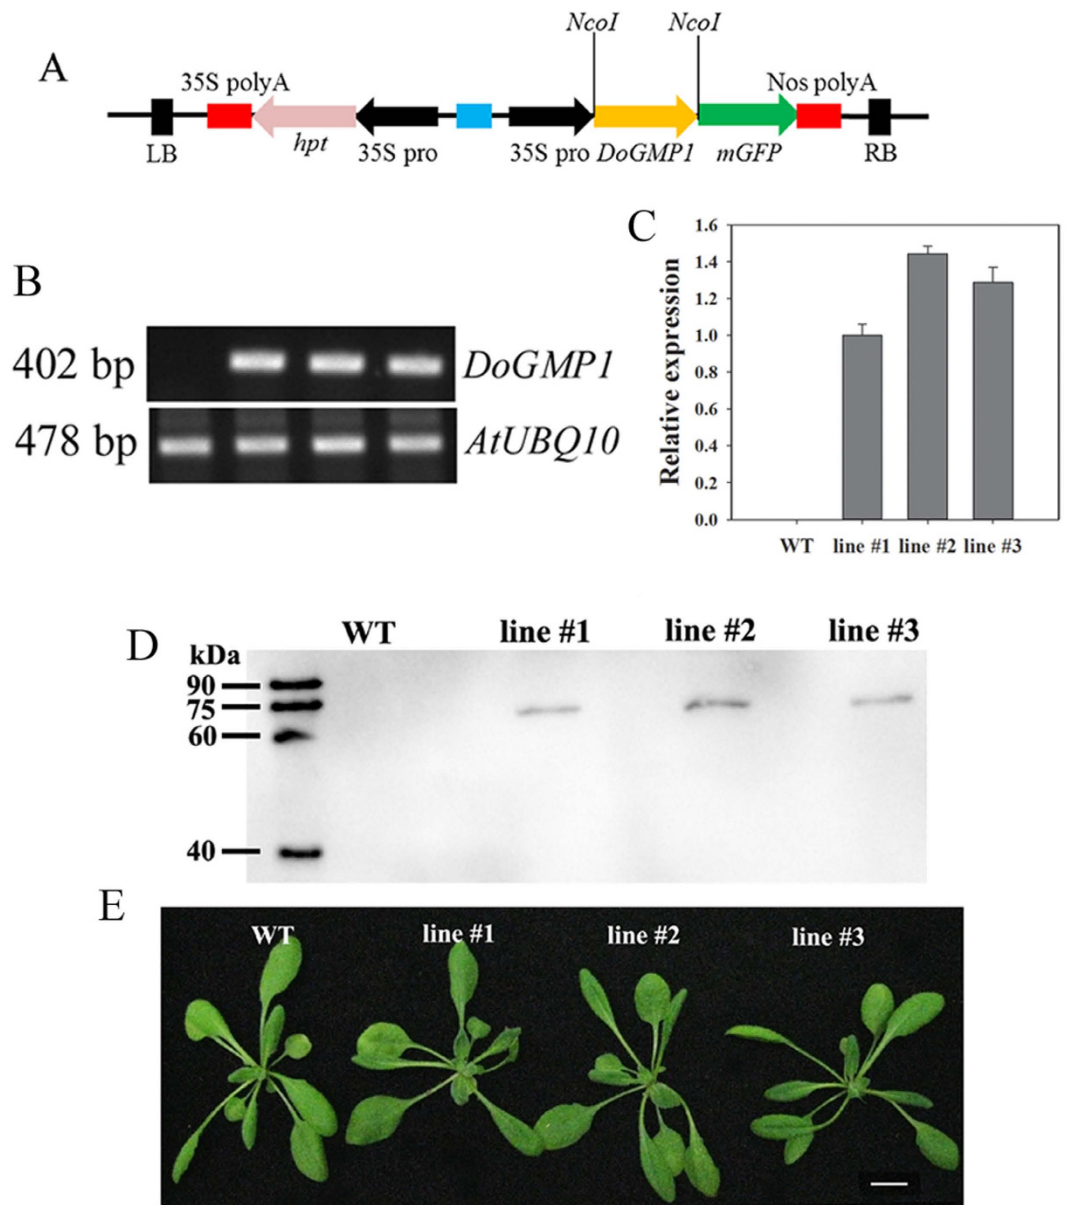 A
NcoI NcoI
35S polyA Nos polyA
LB hpt 35S pro 35S pro DoGMP1 mGFP RB
B
402 bp DoGMP1
478 bp AtUBQ10
C
Relative expression
1.6
1.4
1.2
1.0
0.8
0.6
0.4
0.2
0.0
WT line #1 line #2 line #3
D
kDa WT line #1 line #2 line #3
90
75
60
40
E
WT line #1 line #2 line #3